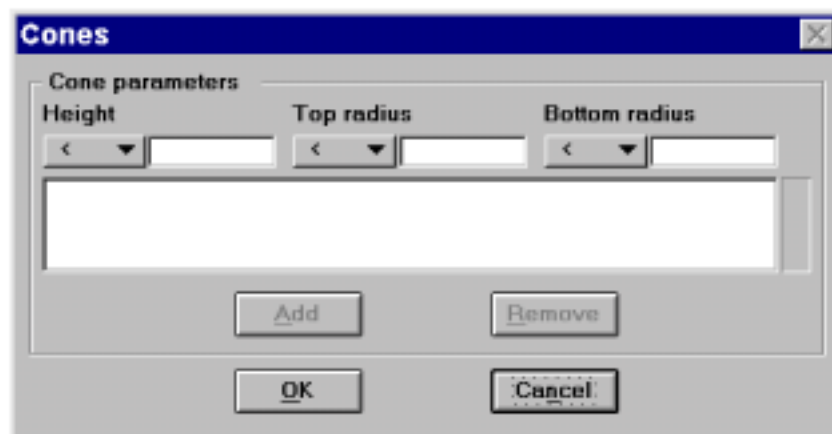 Cones
Cone parameters
Height Top radius Bottom radius
< < <
Add Remove
OK Cancel